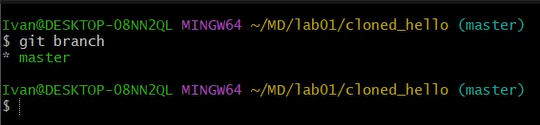 Ivan@DESKTOP-08NN2QL MINGW64 ~/MD/lab01/cloned_hello (master)
$ git branch
* master
Ivan@DESKTOP-08NN2QL MINGW64 ~/MD/lab01/cloned_hello (master)
$